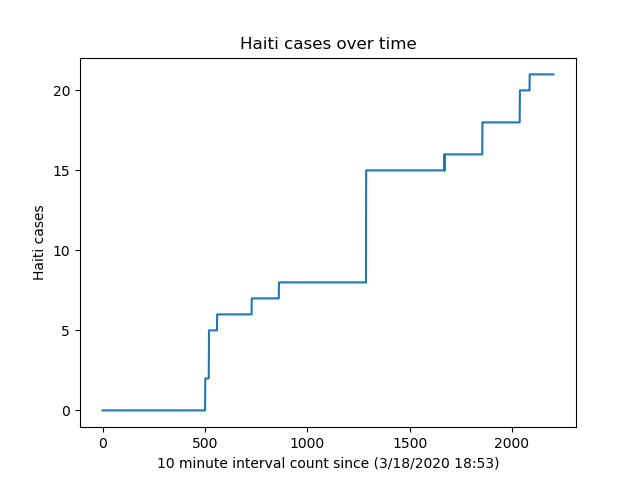 Haiti cases over time
20
15
10
5
0
Haiti cases
0 500 1000 1500 2000
10 minute interval count since (3/18/2020 18:53)